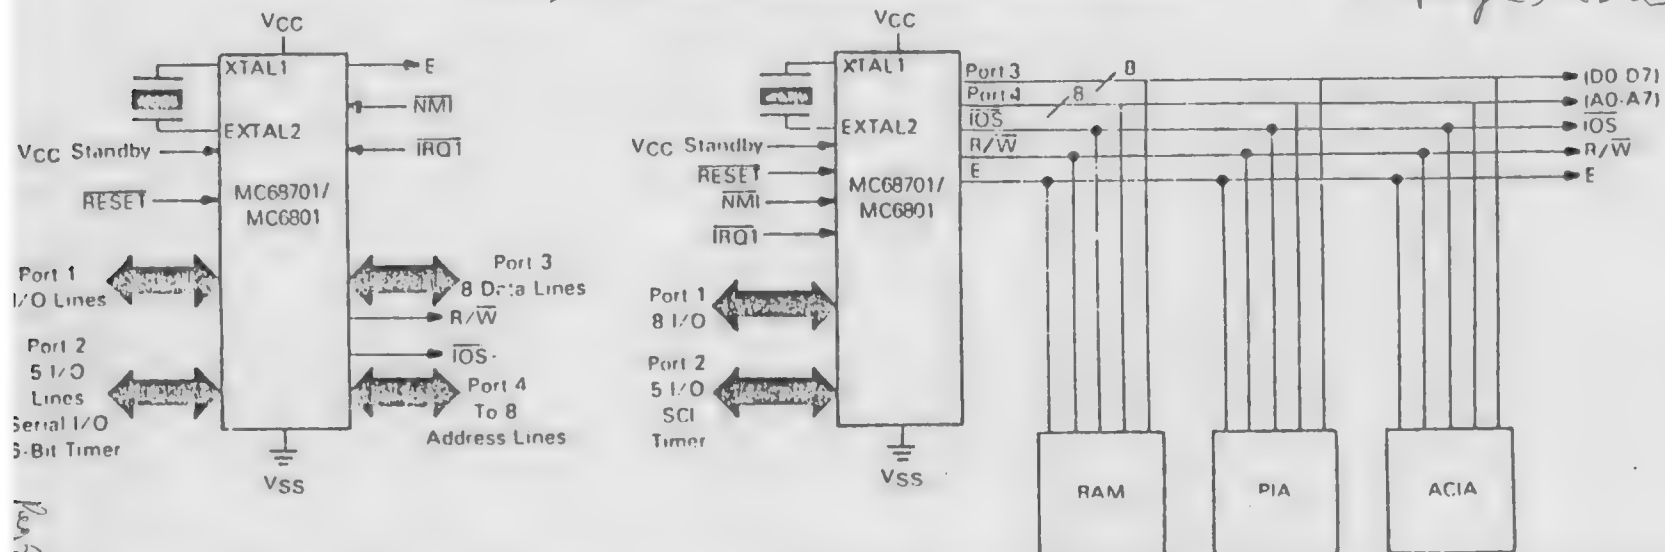 VCC
XTAL1
E
NMI
EXTAL2
VCC Standby
IRQ1
RESET
MC68701/
MC6801
Port 1
I/O Lines
Port 3
8 Data Lines
R/W
IOS
Port 2
5 I/O
Lines
Serial I/O
6-Bit Timer
Port 4
To 8
Address Lines
VSS
VCC
XTAL1
EXTAL2
VCC Standby
RESET
NMI
IRQ1
MC68701/
MC6801
Port 1
8 I/O
Port 2
5 I/O
SCI
Timer
VSS
Port 3
8
Port 4
8
IOS
R/W
E
(D0-D7)
(A0-A7)
IOS
R/W
E
RAM
PIA
ACIA